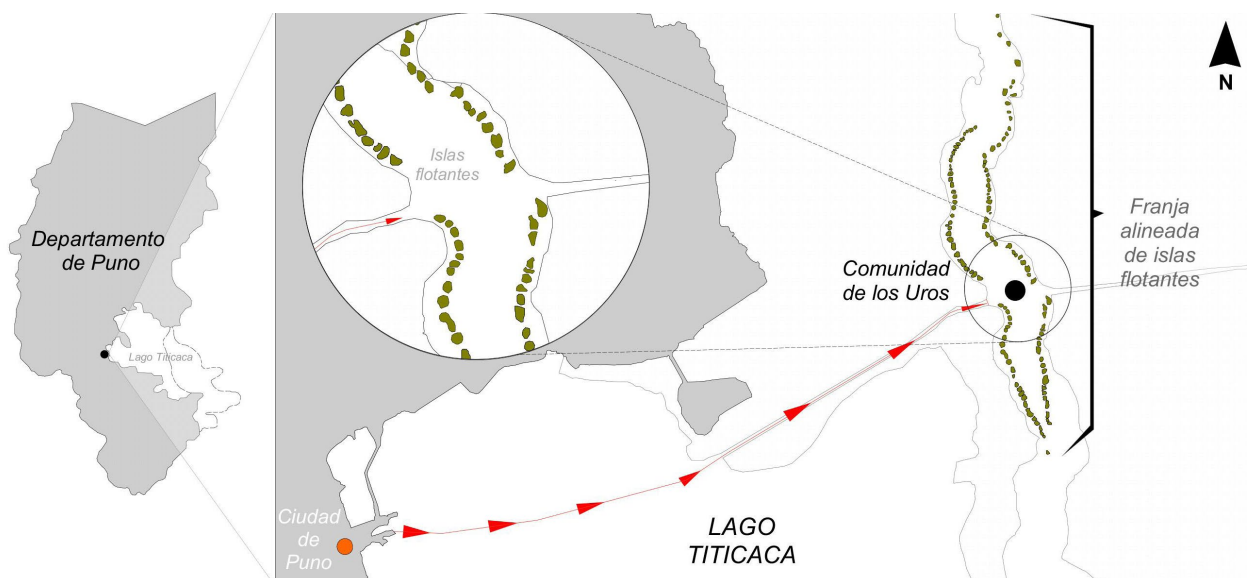 Departamento
de Puno
Lago Titicaca
Islas
flotantes
Ciudad
de
Puno
LAGO
TITICACA
Comunidad
de los Uros
Franja
alineada
de islas
flotantes
N